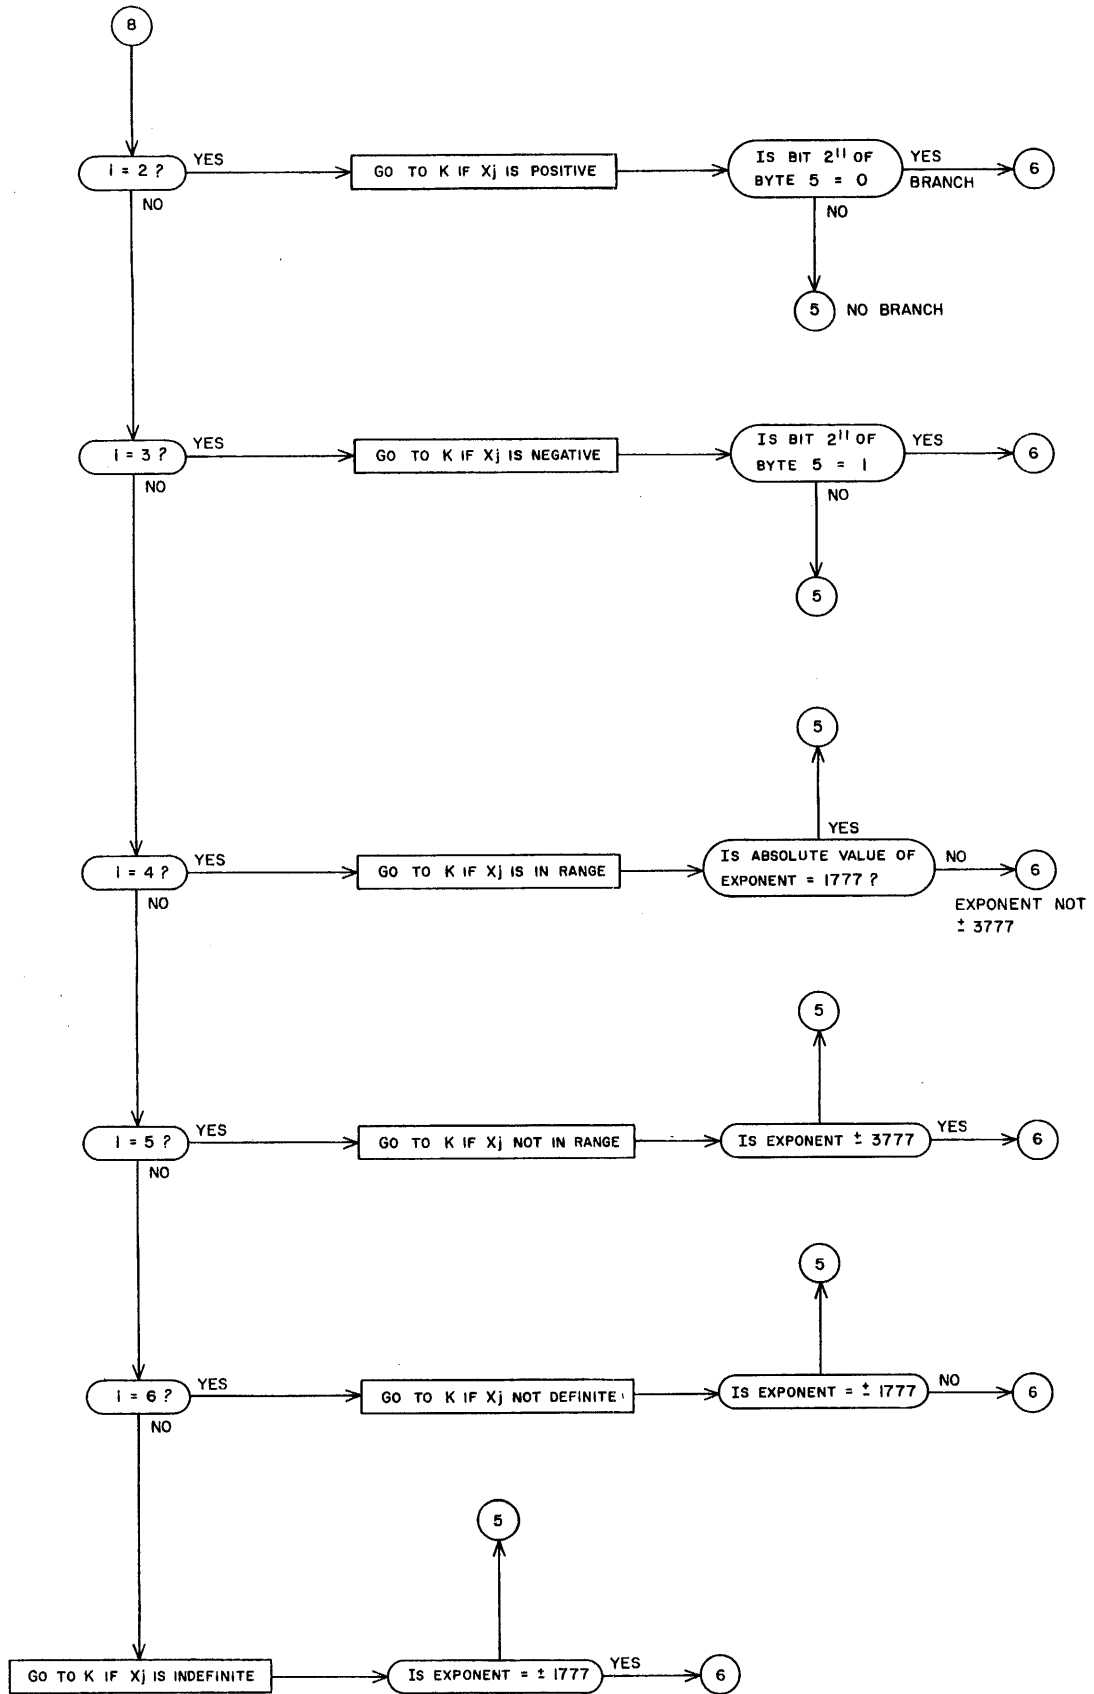 8
i = 2 ?
YES
NO
GO TO K IF Xj IS POSITIVE
IS BIT 2¹¹ OF
BYTE 5 = 0
YES
BRANCH
6
NO
5
NO BRANCH
i = 3 ?
YES
NO
GO TO K IF Xj IS NEGATIVE
IS BIT 2¹¹ OF
BYTE 5 = 1
YES
6
NO
5
5
YES
i = 4 ?
YES
NO
GO TO K IF Xj IS IN RANGE
IS ABSOLUTE VALUE OF
EXPONENT = 1777 ?
NO
6
EXPONENT NOT
± 3777
5
i = 5 ?
YES
NO
GO TO K IF Xj NOT IN RANGE
IS EXPONENT ± 3777
YES
6
5
i = 6 ?
YES
NO
GO TO K IF Xj NOT DEFINITE
IS EXPONENT = ± 1777
NO
6
5
GO TO K IF Xj IS INDEFINITE
IS EXPONENT = ± 1777
YES
6